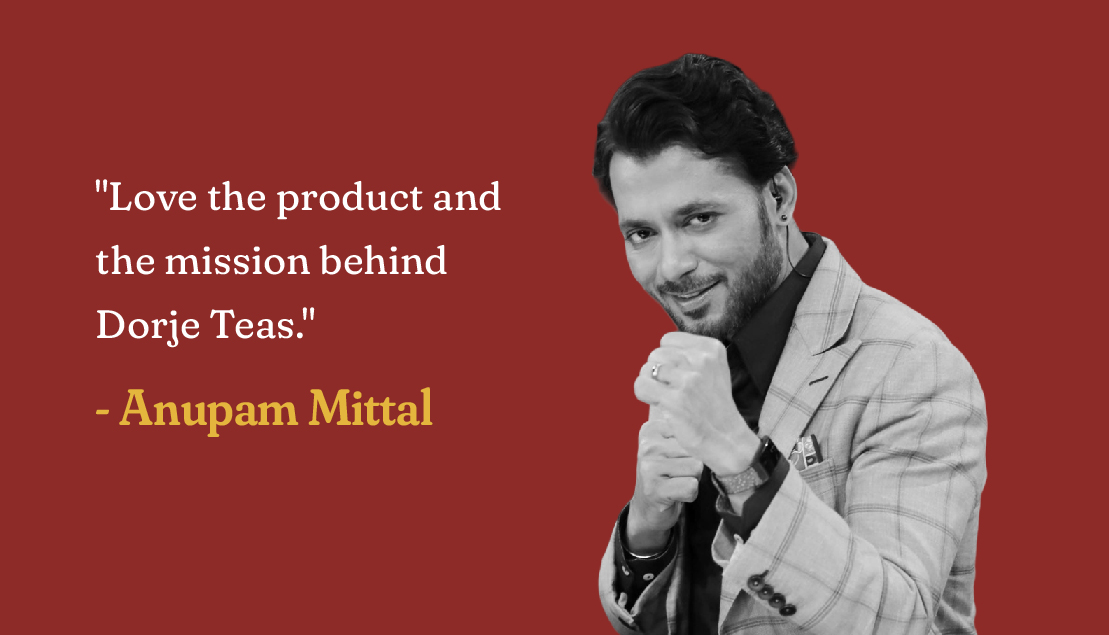 "Love the product and
the mission behind
Dorje Teas."
- Anupam Mittal